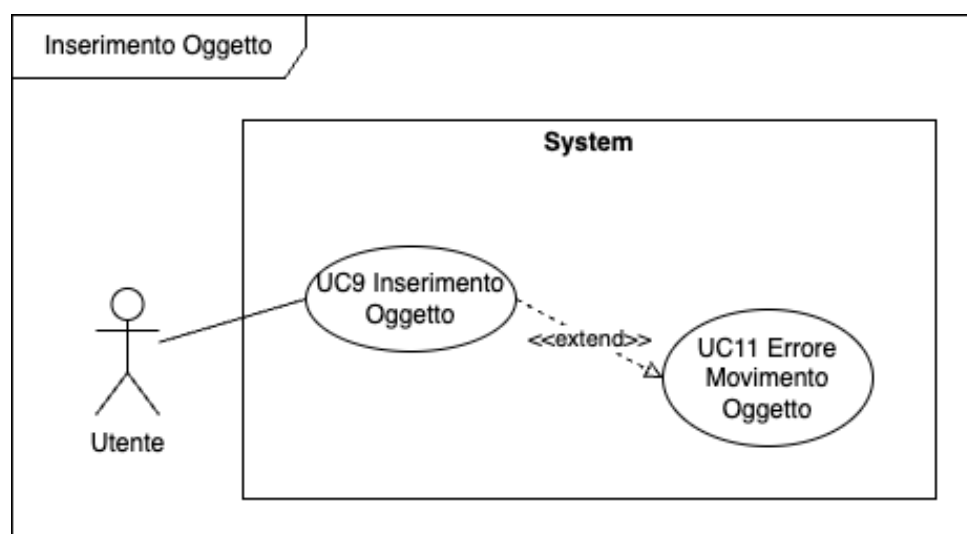 Inserimento Oggetto
System
UC9 Inserimento
Oggetto
<<extend>>
UC11 Errore
Movimento
Oggetto
Utente